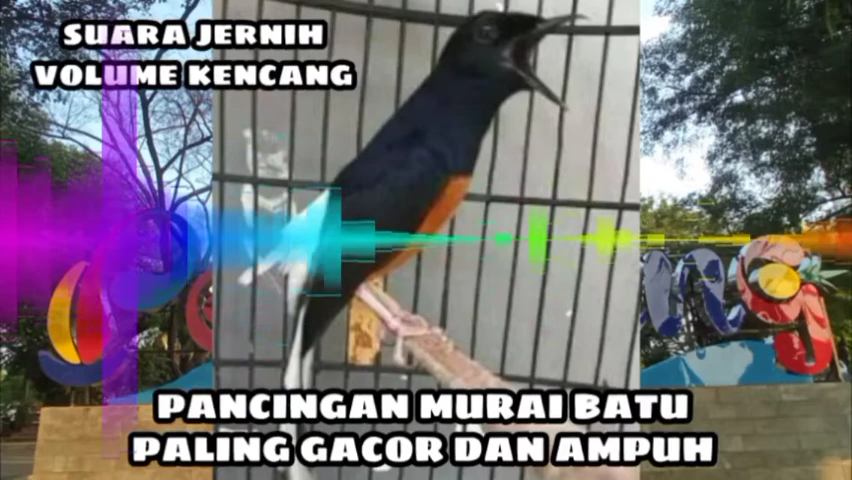 SUARA JERNIH
VOLUME KENCANG
PANCINGAN MURAI BATU
PALING GACOR DAN AMPUH